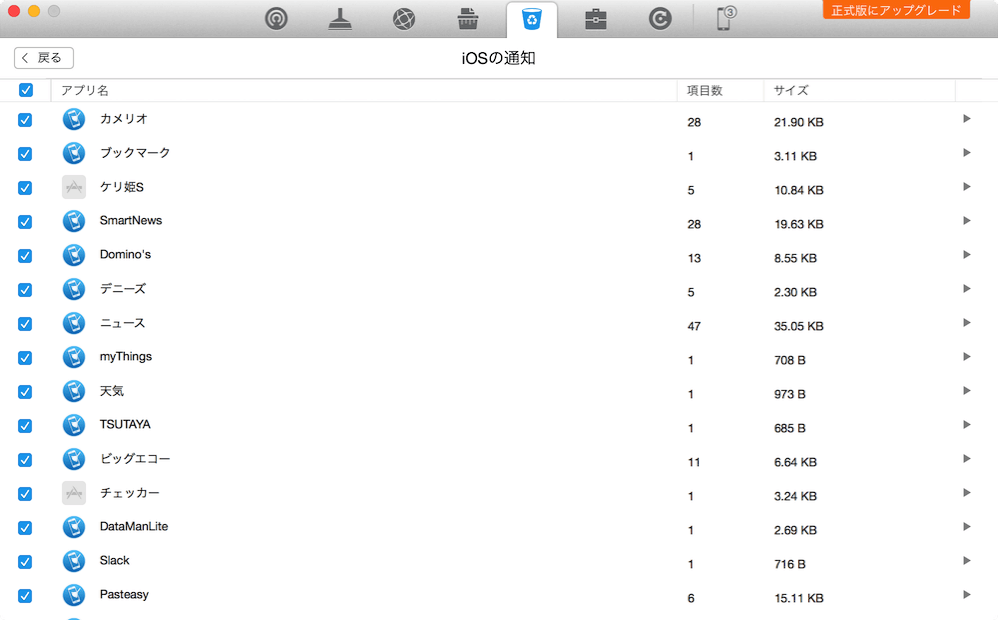 3
正式版にアップグレード
戻る
iOSの通知
アプリ名 項目数 サイズ
カメリオ 28 21.90 KB
ブックマーク 1 3.11 KB
ケリ姫S 5 10.84 KB
SmartNews 28 19.63 KB
Domino's 13 8.55 KB
デニーズ 5 2.30 KB
ニュース 47 35.05 KB
myThings 1 708 B
天気 1 973 B
TSUTAYA 1 685 B
ビッグエコー 11 6.64 KB
チェッカー 1 3.24 KB
DataManLite 1 2.69 KB
Slack 1 716 B
Pasteasy 6 15.11 KB